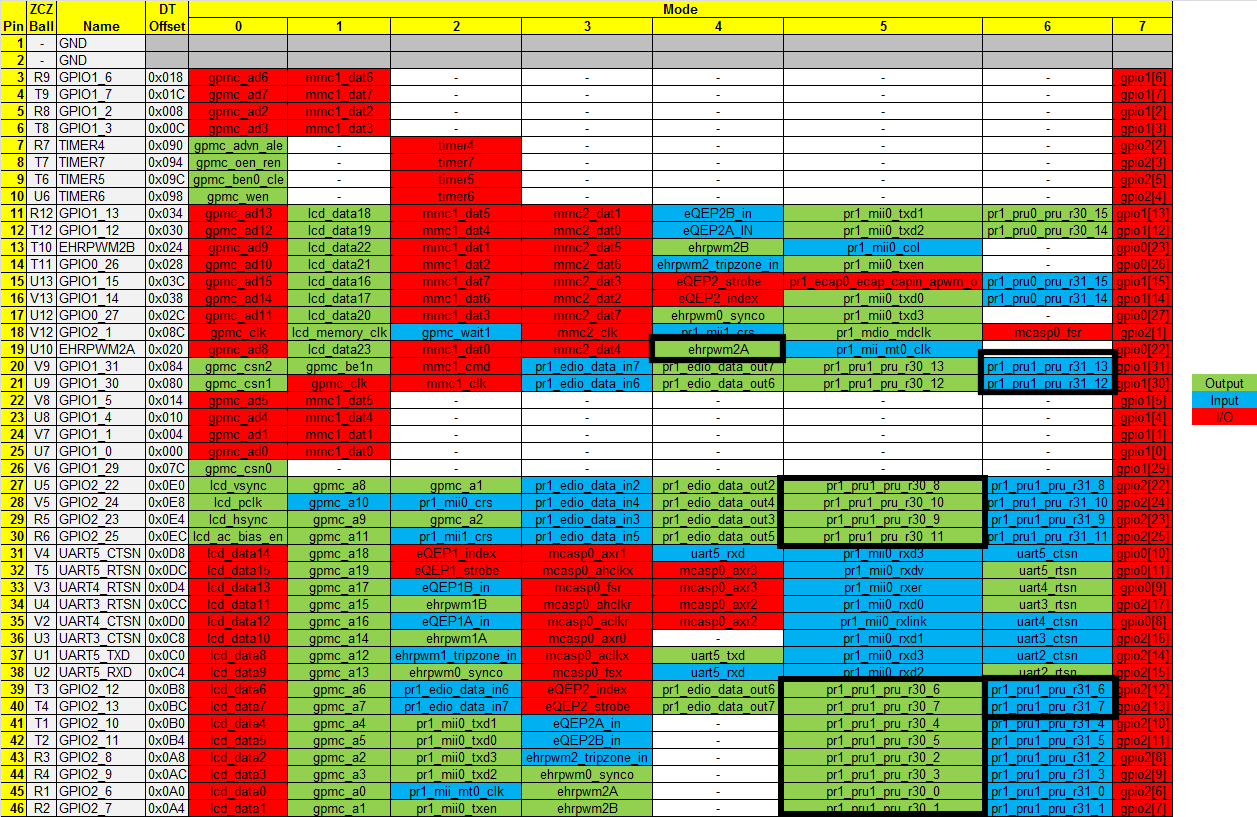 ZCZ DT Mode
Pin Ball Name Offset 0 1 2 3 4 5 6 7
1 - GND
2 - GND
3 R9 GPIO1_6 0x018 gpmc_ad6 mmc1_dat6 - - - - - gpio1[6]
4 T9 GPIO1_7 0x01C gpmc_ad7 mmc1_dat7 - - - - - gpio1[7]
5 R8 GPIO1_2 0x008 gpmc_ad2 mmc1_dat2 - - - - - gpio1[2]
6 T8 GPIO1_3 0x00C gpmc_ad3 mmc1_dat3 - - - - - gpio1[3]
7 R7 TIMER4 0x090 gpmc_advn_ale - timer4 - - - - gpio2[2]
8 T7 TIMER7 0x094 gpmc_oen_ren - timer7 - - - - gpio2[3]
9 T6 TIMER5 0x09C gpmc_ben0_cle - timer5 - - - - gpio2[5]
10 U6 TIMER6 0x098 gpmc_wen - timer6 - - - - gpio2[4]
11 R12 GPIO1_13 0x034 gpmc_ad13 lcd_data18 mmc1_dat5 mmc2_dat1 eQEP2B_in pr1_mii0_txd1 pr1_pru0_pru_r30_15 gpio1[13]
12 T12 GPIO1_12 0x030 gpmc_ad12 lcd_data19 mmc1_dat4 mmc2_dat0 eQEP2A_IN pr1_mii0_txd2 pr1_pru0_pru_r30_14 gpio1[12]
13 T10 EHRPWM2B 0x024 gpmc_ad9 lcd_data22 mmc1_dat1 mmc2_dat5 ehrpwm2B pr1_mii0_col - gpio0[23]
14 T11 GPIO0_26 0x028 gpmc_ad10 lcd_data21 mmc1_dat2 mmc2_dat6 ehrpwm2_tripzone_in pr1_mii0_txen - gpio0[26]
15 U13 GPIO1_15 0x03C gpmc_ad15 lcd_data16 mmc1_dat7 mmc2_dat3 eQEP2_strobe pr1_ecap0_ecap_capin_apwm_o pr1_pru0_pru_r31_15 gpio1[15]
16 V13 GPIO1_14 0x038 gpmc_ad14 lcd_data17 mmc1_dat6 mmc2_dat2 eQEP2_index pr1_mii0_txd0 pr1_pru0_pru_r31_14 gpio1[14]
17 U12 GPIO0_27 0x02C gpmc_ad11 lcd_data20 mmc1_dat3 mmc2_dat7 ehrpwm0_synco pr1_mii0_txd3 - gpio0[27]
18 V12 GPIO2_1 0x08C gpmc_clk lcd_memory_clk gpmc_wait1 mmc2_clk pr1_mii1_crs pr1_mdio_mdclk mcasp0_fsr gpio2[1]
19 U10 EHRPWM2A 0x020 gpmc_ad8 lcd_data23 mmc1_dat0 mmc2_dat4 ehrpwm2A pr1_mii_mt0_clk - gpio0[22]
20 V9 GPIO1_31 0x084 gpmc_csn2 gpmc_be1n mmc1_cmd pr1_edio_data_in7 pr1_edio_data_out7 pr1_pru1_pru_r30_13 pr1_pru1_pru_r31_13 gpio1[31]
21 U9 GPIO1_30 0x080 gpmc_csn1 gpmc_clk mmc1_clk pr1_edio_data_in6 pr1_edio_data_out6 pr1_pru1_pru_r30_12 pr1_pru1_pru_r31_12 gpio1[30]
22 V8 GPIO1_5 0x014 gpmc_ad5 mmc1_dat5 - - - - - gpio1[5]
23 U8 GPIO1_4 0x010 gpmc_ad4 mmc1_dat4 - - - - - gpio1[4]
24 V7 GPIO1_1 0x004 gpmc_ad1 mmc1_dat1 - - - - - gpio1[1]
25 U7 GPIO1_0 0x000 gpmc_ad0 mmc1_dat0 - - - - - gpio1[0]
26 V6 GPIO1_29 0x07C gpmc_csn0 - - - - - - gpio1[29]
27 U5 GPIO2_22 0x0E0 lcd_vsync gpmc_a8 gpmc_a1 pr1_edio_data_in2 pr1_edio_data_out2 pr1_pru1_pru_r30_8 pr1_pru1_pru_r31_8 gpio2[22]
28 V5 GPIO2_24 0x0E8 lcd_pclk gpmc_a10 pr1_mii0_crs pr1_edio_data_in4 pr1_edio_data_out4 pr1_pru1_pru_r30_10 pr1_pru1_pru_r31_10 gpio2[24]
29 R5 GPIO2_23 0x0E4 lcd_hsync gpmc_a9 gpmc_a2 pr1_edio_data_in3 pr1_edio_data_out3 pr1_pru1_pru_r30_9 pr1_pru1_pru_r31_9 gpio2[23]
30 R6 GPIO2_25 0x0EC lcd_ac_bias_en gpmc_a11 pr1_mii1_crs pr1_edio_data_in5 pr1_edio_data_out5 pr1_pru1_pru_r30_11 pr1_pru1_pru_r31_11 gpio2[25]
31 V4 UART5_CTSN 0x0D8 lcd_data14 gpmc_a18 eQEP1_index mcasp0_axr1 uart5_rxd pr1_mii0_rxd3 uart5_ctsn gpio0[10]
32 T5 UART5_RTSN 0x0DC lcd_data15 gpmc_a19 eQEP1_strobe mcasp0_ahclkx mcasp0_axr3 pr1_mii0_rxdv uart5_rtsn gpio0[11]
33 V3 UART4_RTSN 0x0D4 lcd_data13 gpmc_a17 eQEP1B_in mcasp0_fsr mcasp0_axr3 pr1_mii0_rxer uart4_rtsn gpio0[9]
34 U4 UART3_RTSN 0x0CC lcd_data11 gpmc_a15 ehrpwm1B mcasp0_ahclkr mcasp0_axr2 pr1_mii0_rxd0 uart3_rtsn gpio2[17]
35 V2 UART4_CTSN 0x0D0 lcd_data12 gpmc_a16 eQEP1A_in mcasp0_aclkr mcasp0_axr2 pr1_mii0_rxlink uart4_ctsn gpio0[8]
36 U3 UART3_CTSN 0x0C8 lcd_data10 gpmc_a14 ehrpwm1A mcasp0_axr0 - pr1_mii0_rxd1 uart3_ctsn gpio2[16]
37 U1 UART5_TXD 0x0C0 lcd_data8 gpmc_a12 ehrpwm1_tripzone_in mcasp0_aclkx uart5_txd pr1_mii0_rxd3 uart2_ctsn gpio2[14]
38 U2 UART5_RXD 0x0C4 lcd_data9 gpmc_a13 ehrpwm0_synco mcasp0_fsx uart5_rxd pr1_mii0_rxd2 uart2_rtsn gpio2[15]
39 T3 GPIO2_12 0x0B8 lcd_data6 gpmc_a6 pr1_edio_data_in6 eQEP2_index pr1_edio_data_out6 pr1_pru1_pru_r30_6 pr1_pru1_pru_r31_6 gpio2[12]
40 T4 GPIO2_13 0x0BC lcd_data7 gpmc_a7 pr1_edio_data_in7 eQEP2_strobe pr1_edio_data_out7 pr1_pru1_pru_r30_7 pr1_pru1_pru_r31_7 gpio2[13]
41 T1 GPIO2_10 0x0B0 lcd_data4 gpmc_a4 pr1_mii0_txd1 eQEP2A_in - pr1_pru1_pru_r30_4 pr1_pru1_pru_r31_4 gpio2[10]
42 T2 GPIO2_11 0x0B4 lcd_data5 gpmc_a5 pr1_mii0_txd0 eQEP2B_in - pr1_pru1_pru_r30_5 pr1_pru1_pru_r31_5 gpio2[11]
43 R3 GPIO2_8 0x0A8 lcd_data2 gpmc_a2 pr1_mii0_txd3 ehrpwm2_tripzone_in - pr1_pru1_pru_r30_2 pr1_pru1_pru_r31_2 gpio2[8]
44 R4 GPIO2_9 0x0AC lcd_data3 gpmc_a3 pr1_mii0_txd2 ehrpwm0_synco - pr1_pru1_pru_r30_3 pr1_pru1_pru_r31_3 gpio2[9]
45 R1 GPIO2_6 0x0A0 lcd_data0 gpmc_a0 pr1_mii_mt0_clk ehrpwm2A - pr1_pru1_pru_r30_0 pr1_pru1_pru_r31_0 gpio2[6]
46 R2 GPIO2_7 0x0A4 lcd_data1 gpmc_a1 pr1_mii0_txen ehrpwm2B - pr1_pru1_pru_r30_1 pr1_pru1_pru_r31_1 gpio2[7]
Output
Input
I/O